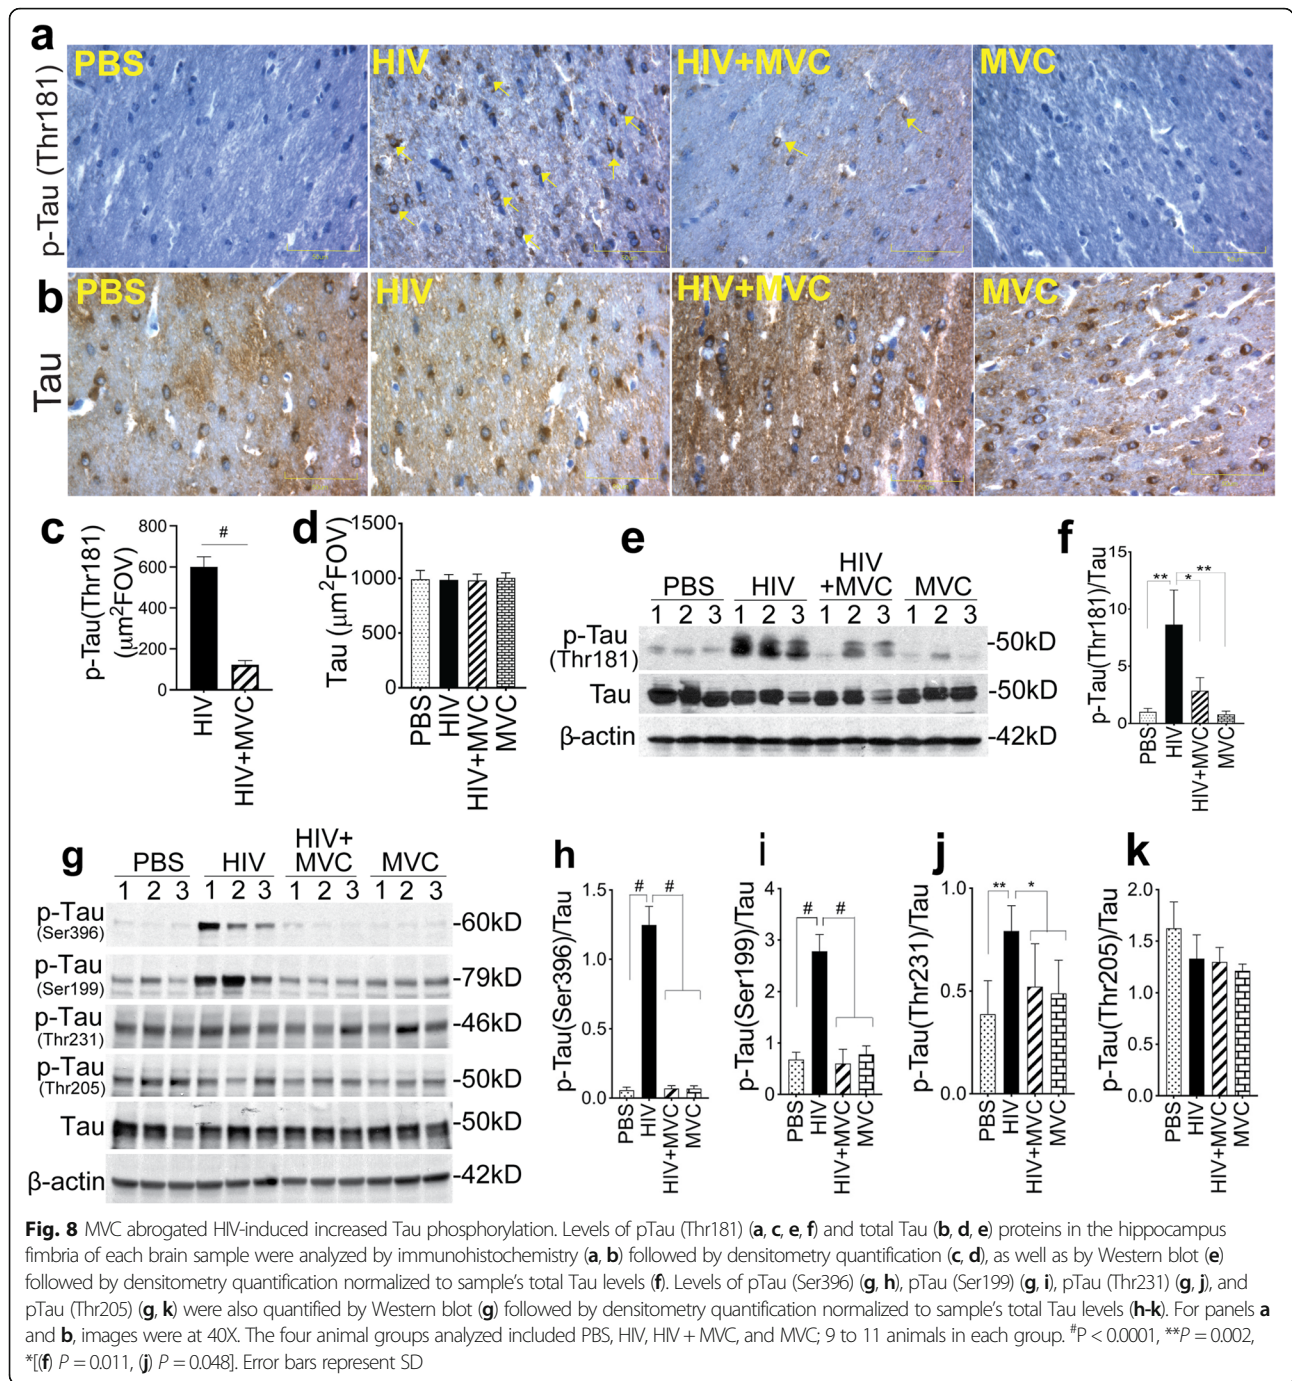 a
p-Tau (Thr181)
PBS
HIV
HIV+MVC
MVC
b
Tau
PBS
HIV
HIV+MVC
MVC
c
p-Tau(Thr181)
(μm²FOV)
800
600
400
200
0
#
HIV
HIV+MVC
d
Tau (μm²FOV)
1500
1000
500
0
PBS
HIV
HIV+MVC
MVC
e
PBS
HIV
HIV
+MVC
MVC
1 2 3 1 2 3 1 2 3 1 2 3
p-Tau
(Thr181)
-50kD
Tau
-50kD
β-actin
-42kD
f
p-Tau(Thr181)/Tau
15
10
5
0
** * **
PBS
HIV
HIV+MVC
MVC
g
PBS
HIV
HIV+
MVC
MVC
1 2 3 1 2 3 1 2 3 1 2 3
p-Tau
(Ser396)
-60kD
p-Tau
(Ser199)
-79kD
p-Tau
(Thr231)
-46kD
p-Tau
(Thr205)
-50kD
Tau
-50kD
β-actin
-42kD
h
p-Tau(Ser396)/Tau
1.5
1.0
0.5
0.0
# #
PBS
HIV
HIV+MVC
MVC
i
p-Tau(Ser199)/Tau
4
3
2
1
0
# #
PBS
HIV
HIV+MVC
MVC
j
p-Tau(Thr231)/Tau
1.0
0.5
0.0
** *
PBS
HIV
HIV+MVC
MVC
k
p-Tau(Thr205)/Tau
2.0
1.5
1.0
0.5
0.0
PBS
HIV
HIV+MVC
MVC
Fig. 8 MVC abrogated HIV-induced increased Tau phosphorylation. Levels of pTau (Thr181) (a, c, e, f) and total Tau (b, d, e) proteins in the hippocampus
fimbria of each brain sample were analyzed by immunohistochemistry (a, b) followed by densitometry quantification (c, d), as well as by Western blot (e)
followed by densitometry quantification normalized to sample's total Tau levels (f). Levels of pTau (Ser396) (g, h), pTau (Ser199) (g, i), pTau (Thr231) (g, j), and
pTau (Thr205) (g, k) were also quantified by Western blot (g) followed by densitometry quantification normalized to sample's total Tau levels (h-k). For panels a
and b, images were at 40X. The four animal groups analyzed included PBS, HIV, HIV + MVC, and MVC; 9 to 11 animals in each group. #P < 0.0001, **P = 0.002,
*[(f) P = 0.011, (j) P = 0.048]. Error bars represent SD